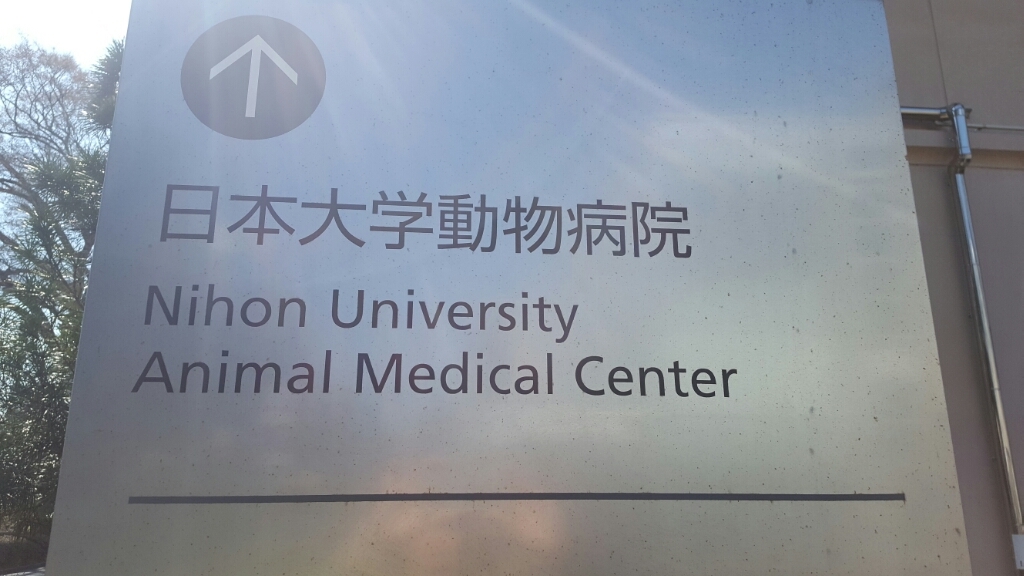 日本大学動物病院
Nihon University
Animal Medical Center